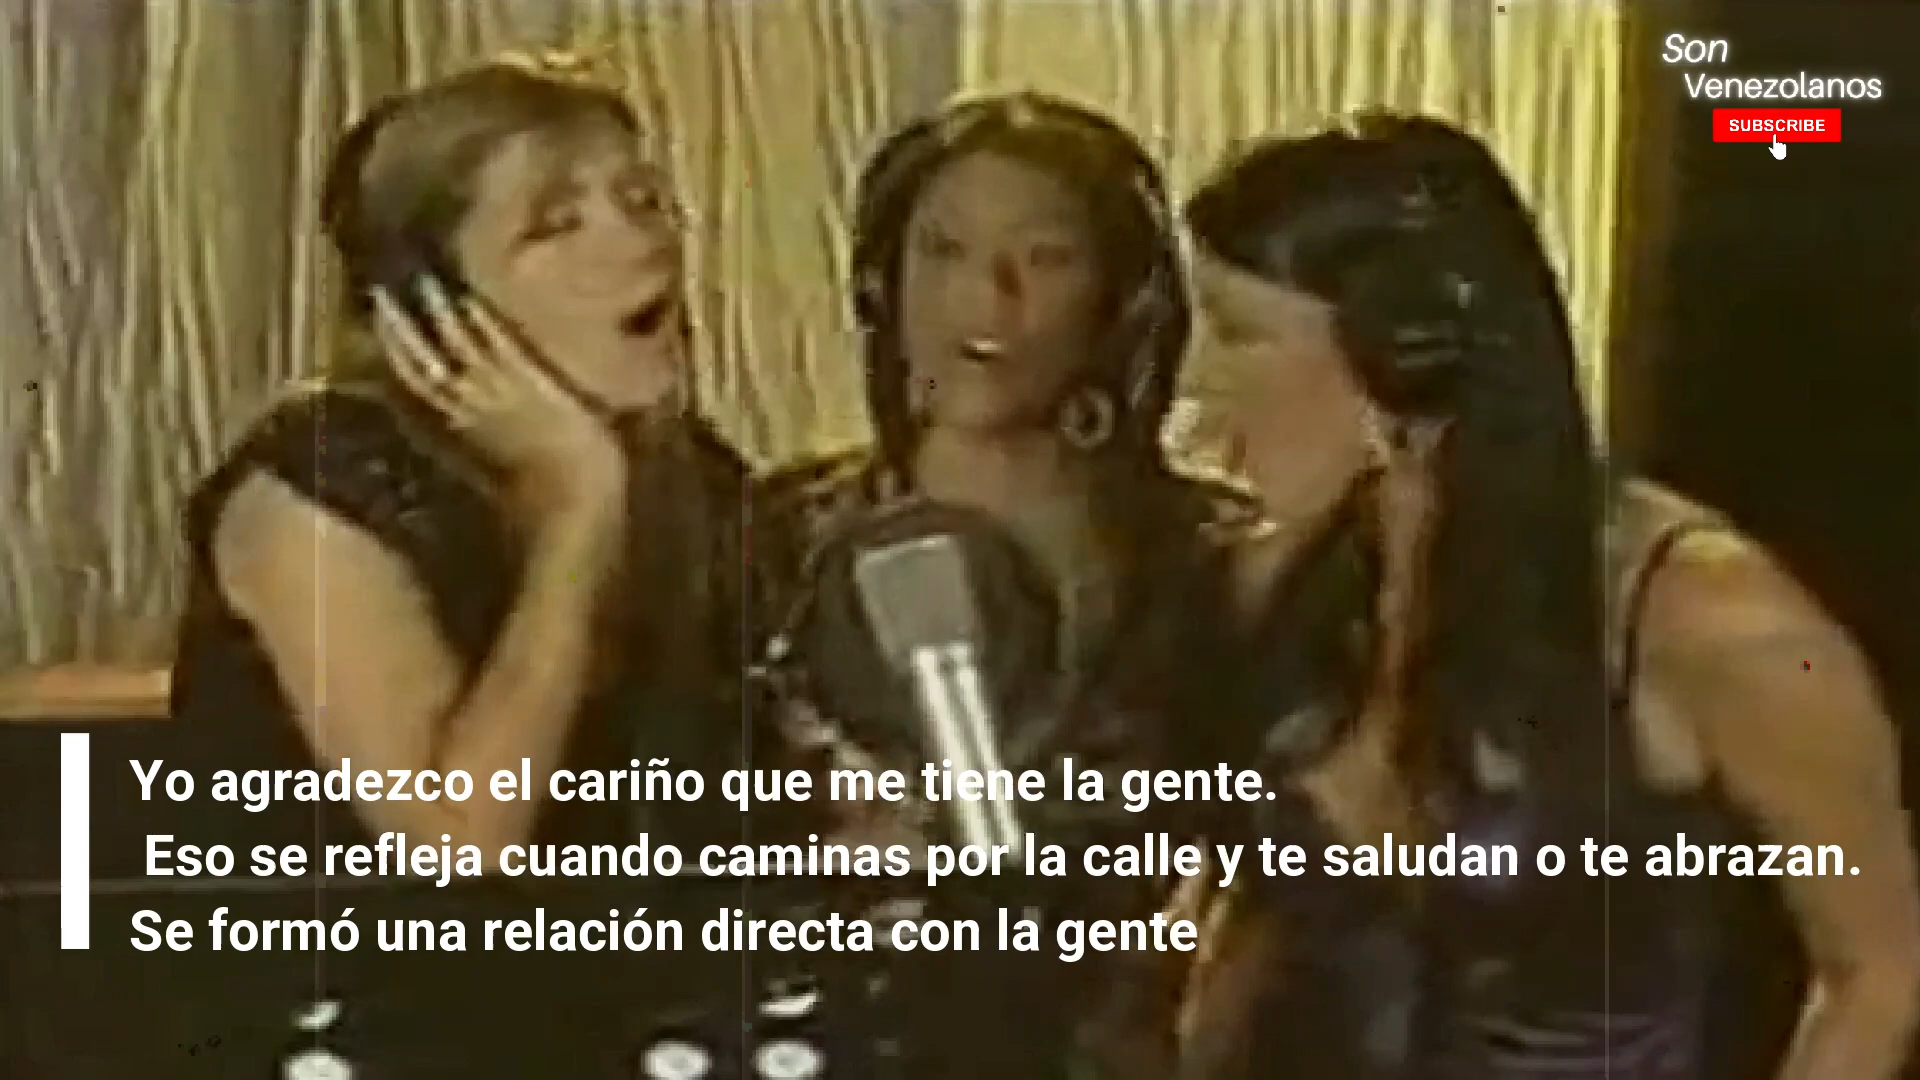 Son
Venezolanos
SUBSCRIBE
Yo agradezco el cariño que me tiene la gente.
Eso se refleja cuando caminas por la calle y te saludan o te abrazan.
Se formó una relación directa con la gente